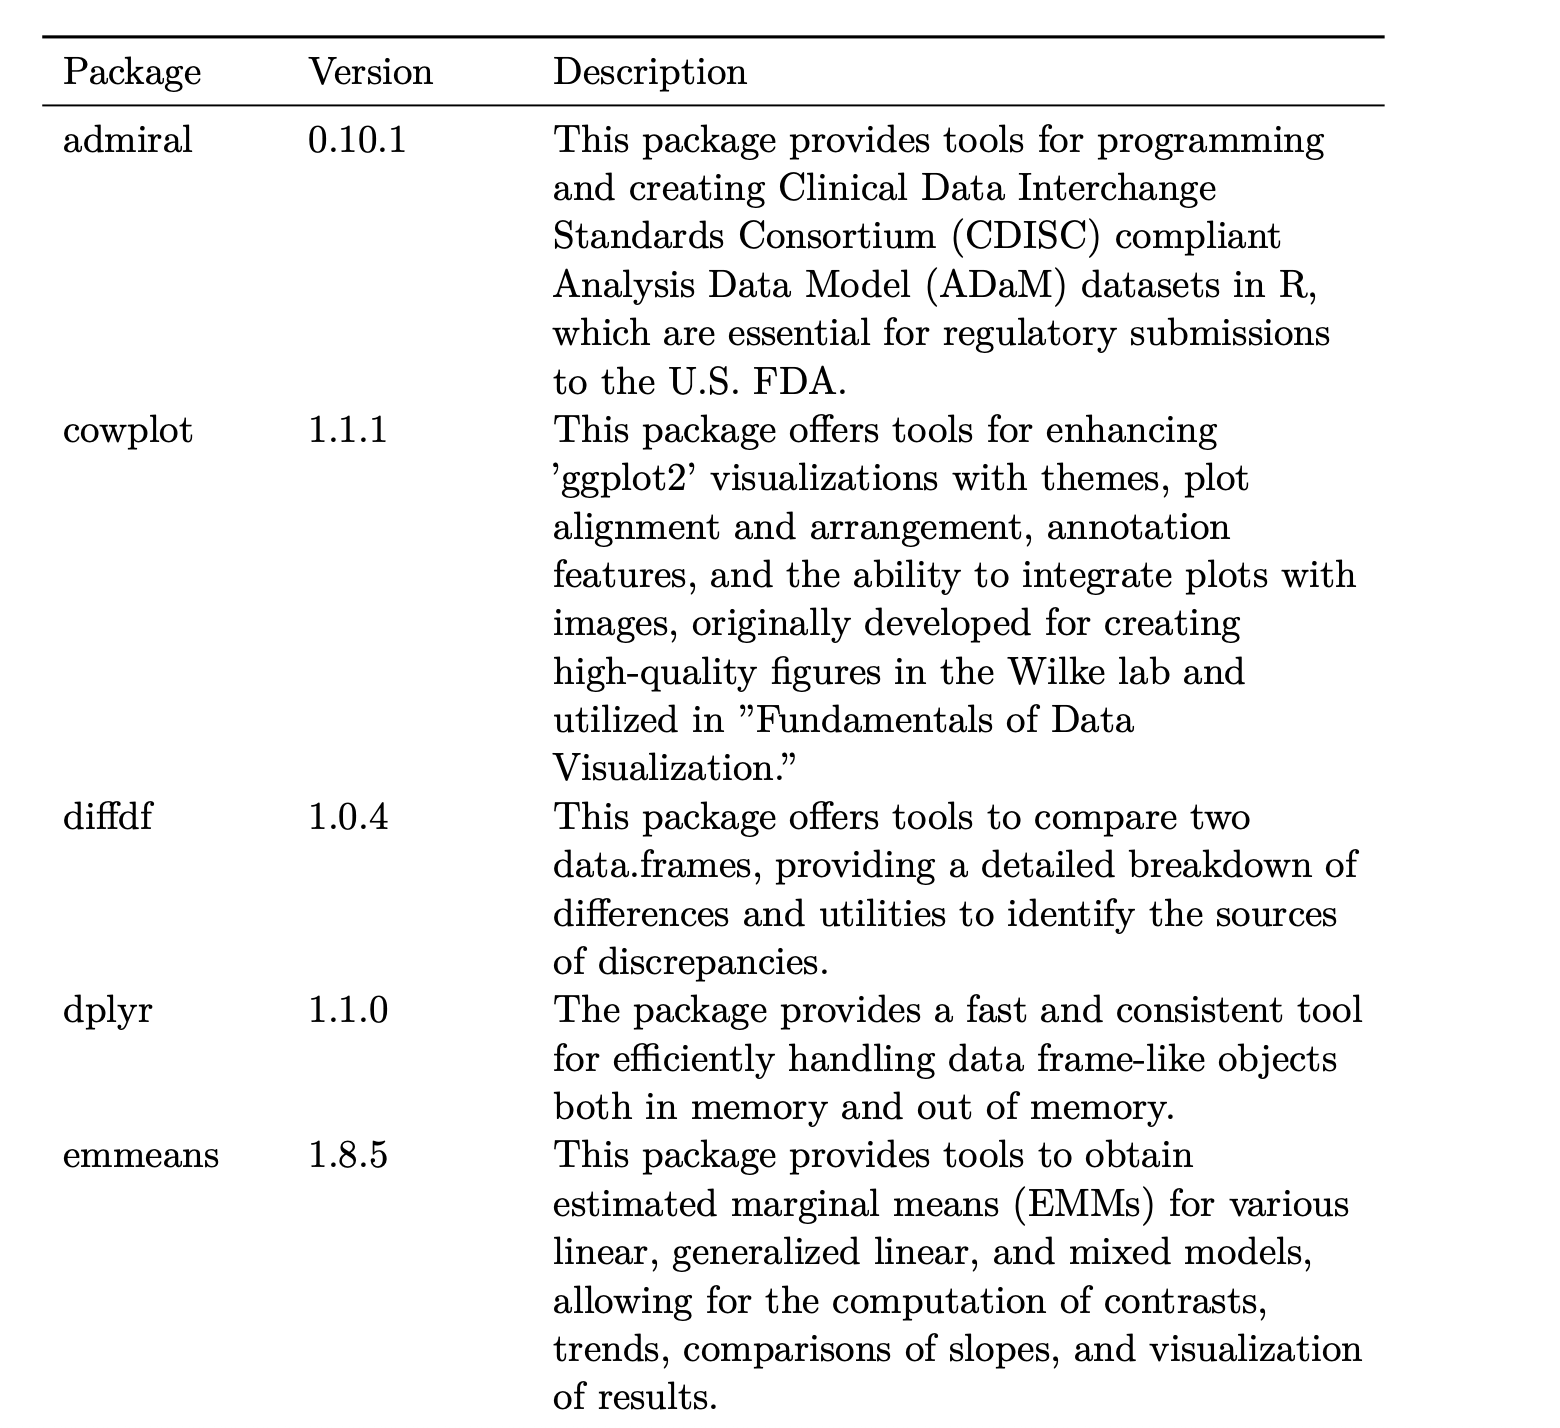 Package Version Description
admiral 0.10.1 This package provides tools for programming
and creating Clinical Data Interchange
Standards Consortium (CDISC) compliant
Analysis Data Model (ADaM) datasets in R,
which are essential for regulatory submissions
to the U.S. FDA.
cowplot 1.1.1 This package offers tools for enhancing
’ggplot2’ visualizations with themes, plot
alignment and arrangement, annotation
features, and the ability to integrate plots with
images, originally developed for creating
high-quality figures in the Wilke lab and
utilized in ”Fundamentals of Data
Visualization.”
diffdf 1.0.4 This package offers tools to compare two
data.frames, providing a detailed breakdown of
differences and utilities to identify the sources
of discrepancies.
dplyr 1.1.0 The package provides a fast and consistent tool
for efficiently handling data frame-like objects
both in memory and out of memory.
emmeans 1.8.5 This package provides tools to obtain
estimated marginal means (EMMs) for various
linear, generalized linear, and mixed models,
allowing for the computation of contrasts,
trends, comparisons of slopes, and visualization
of results.